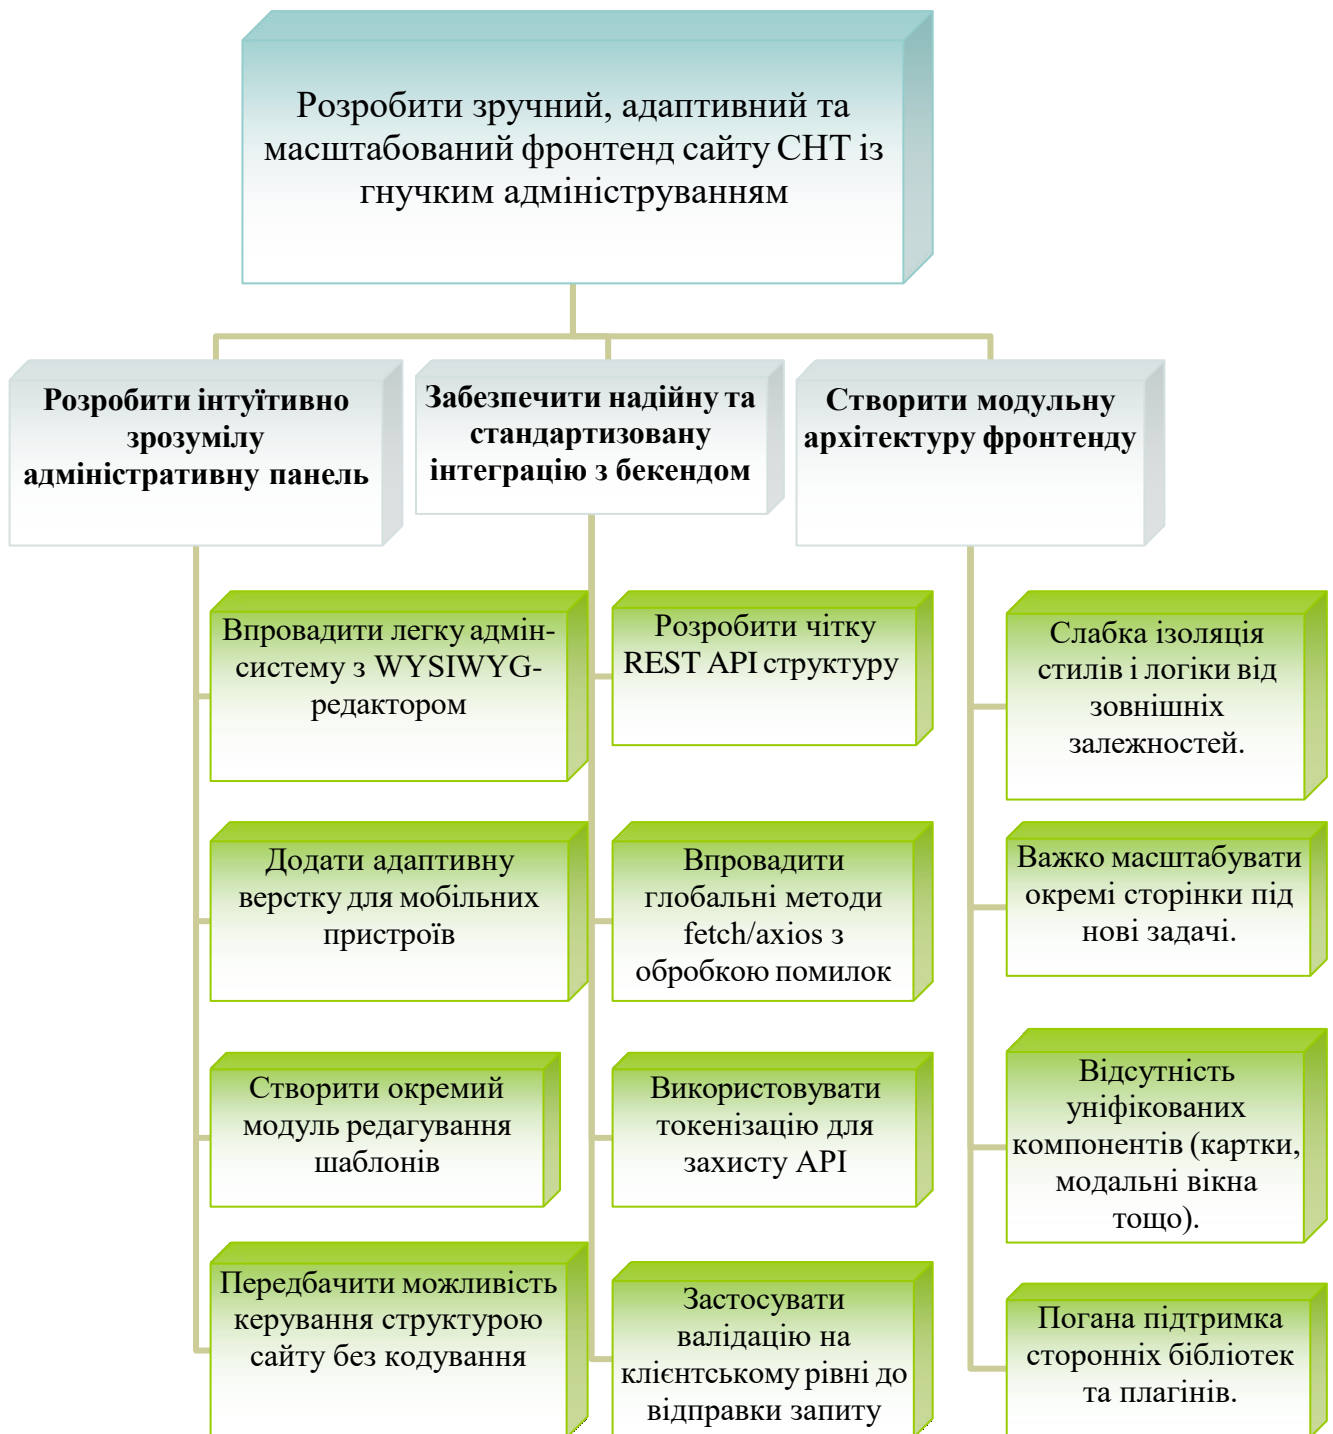 Розробити зручний, адаптивний та
масштабований фронтенд сайту СНТ із
гнучким адмініструванням
Розробити інтуїтивно
зрозумілу
адміністративну панель
Забезпечити надійну та
стандартизовану
інтеграцію з бекендом
Створити модульну
архітектуру фронтенду
Впровадити легку адмін-
систему з WYSIWYG-
редактором
Додати адаптивну
верстку для мобільних
пристроїв
Створити окремий
модуль редагування
шаблонів
Передбачити можливість
керування структурою
сайту без кодування
Розробити чітку
REST API структуру
Впровадити
глобальні методи
fetch/axios з
обробкою помилок
Використовувати
токенізацію для
захисту API
Застосувати
валідацію на
клієнтському рівні до
відправки запиту
Слабка ізоляція
стилів і логіки від
зовнішніх
залежностей.
Важко масштабувати
окремі сторінки під
нові задачі.
Відсутність
уніфікованих
компонентів (картки,
модальні вікна
тощо).
Погана підтримка
сторонніх бібліотек
та плагінів.